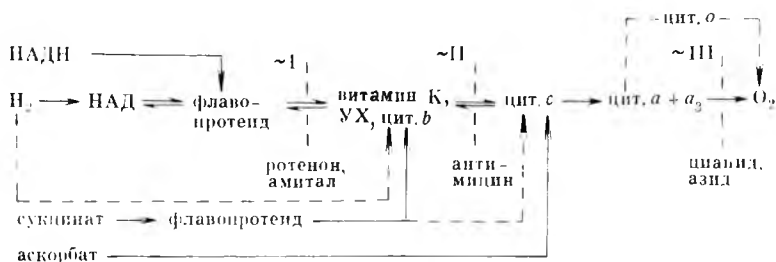 цит. o
НАДН
~I
~II
~III
H₂ → НАД ⇌ флаво-
протеид
витамин К,
УХ, цит. b
цит. c → цит. a + a₃ → O₂
ротенон,
амитал
анти-
мицин
цианид,
азид
сукцинат → флавопротеид
аскорбат